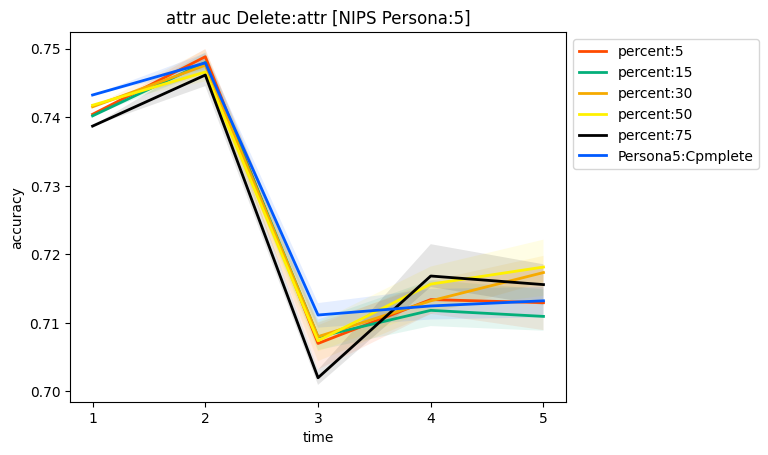 attr auc Delete:attr [NIPS Persona:5]
0.75
0.74
0.73
0.72
0.71
0.70
accuracy
1 2 3 4 5
time
percent:5
percent:15
percent:30
percent:50
percent:75
Persona5:Cpmplete